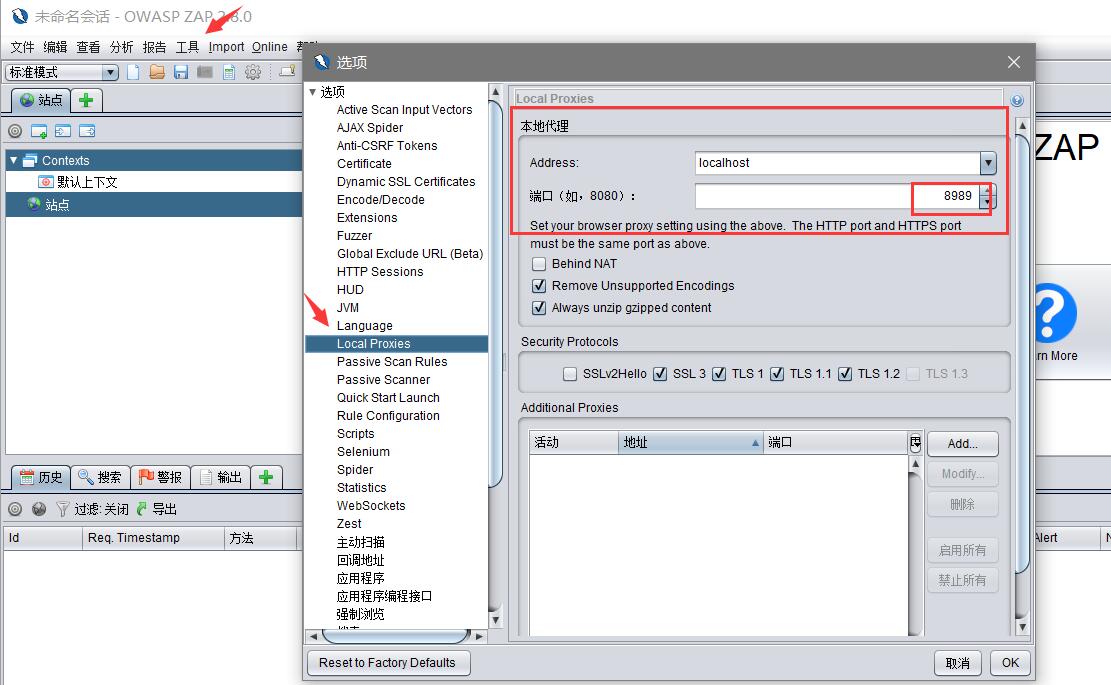 未命名会话 - OWASP ZAP 2.8.0
文件 编辑 查看 分析 报告 工具 Import Online 帮助
标准模式
站点
Contexts
默认上下文
站点
历史 搜索 警报 输出
过滤: 关闭 导出
Id Req. Timestamp 方法
选项
选项
Active Scan Input Vectors
AJAX Spider
Anti-CSRF Tokens
Certificate
Dynamic SSL Certificates
Encode/Decode
Extensions
Fuzzer
Global Exclude URL (Beta)
HTTP Sessions
HUD
JVM
Language
Local Proxies
Passive Scan Rules
Passive Scanner
Quick Start Launch
Rule Configuration
Scripts
Selenium
Spider
Statistics
WebSockets
Zest
主动扫描
回调地址
应用程序
应用程序编程接口
强制浏览
Local Proxies
本地代理
Address: localhost
端口（如，8080）: 8989
Set your browser proxy setting using the above. The HTTP port and HTTPS port
must be the same port as above.
Behind NAT
Remove Unsupported Encodings
Always unzip gzipped content
Security Protocols
SSLv2Hello SSL 3 TLS 1 TLS 1.1 TLS 1.2 TLS 1.3
Additional Proxies
活动 地址 端口
Add...
Modify...
删除
启用所有
禁止所有
Reset to Factory Defaults 取消 OK
ZAP
rn More
Alert N